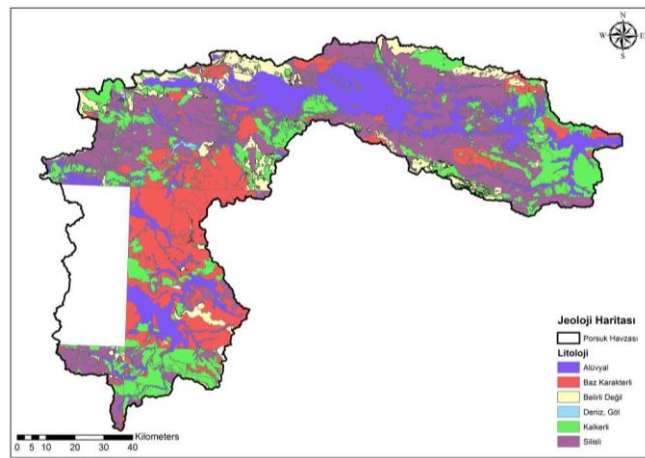 N
W E
S
Jeoloji Haritası
Porsuk Havzası
Litoloji
Alüvyal
Baz Karakterli
Belirli Değil
Deniz, Göl
Kalkerli
Silisli
Kilometers
0 5 10 20 30 40